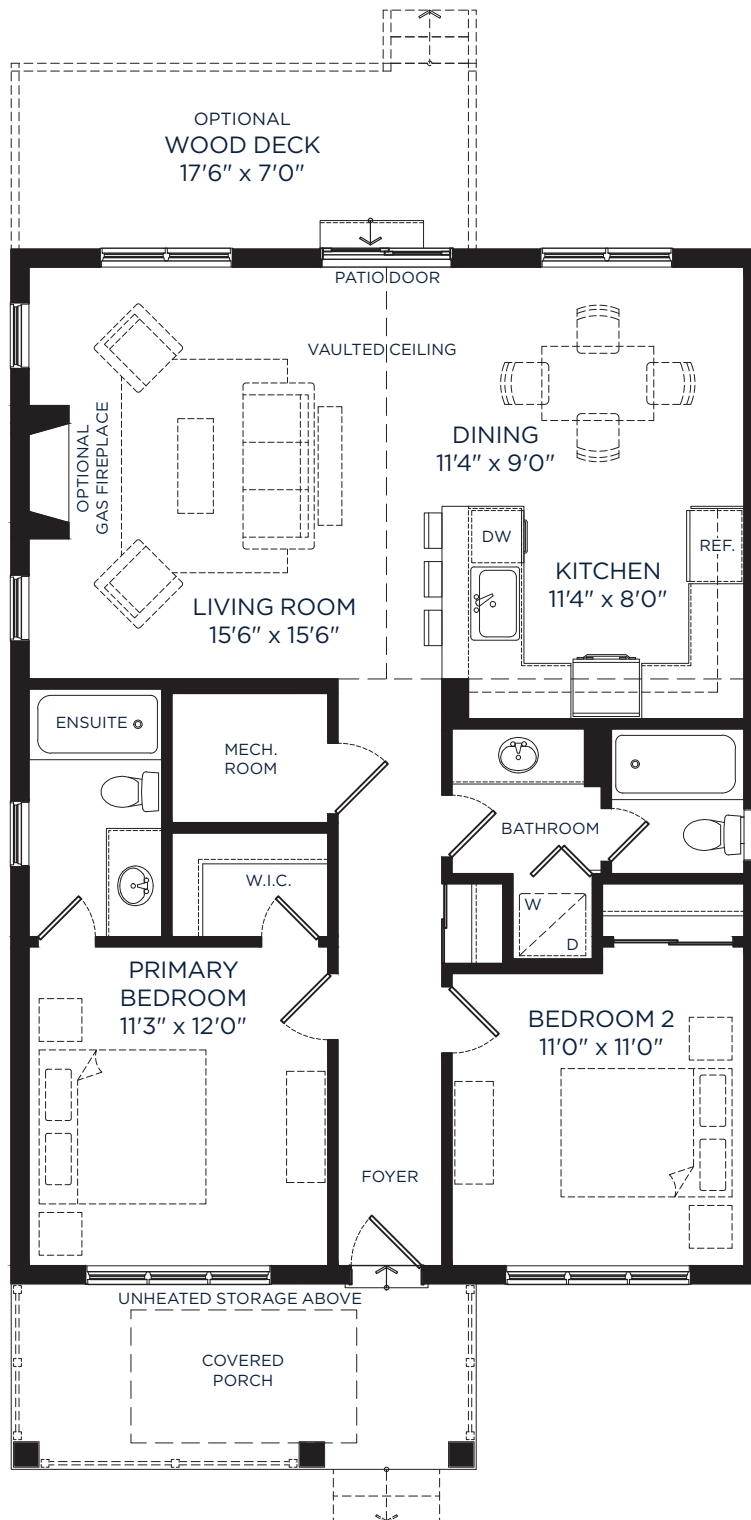 OPTIONAL
WOOD DECK
17'6" x 7'0"
PATIO DOOR
VAULTED CEILING
OPTIONAL
GAS FIREPLACE
DINING
11'4" x 9'0"
DW
REF.
KITCHEN
11'4" x 8'0"
LIVING ROOM
15'6" x 15'6"
ENSUITE
MECH.
ROOM
BATHROOM
W.I.C.
W
D
PRIMARY
BEDROOM
11'3" x 12'0"
BEDROOM 2
11'0" x 11'0"
FOYER
UNHEATED STORAGE ABOVE
COVERED
PORCH